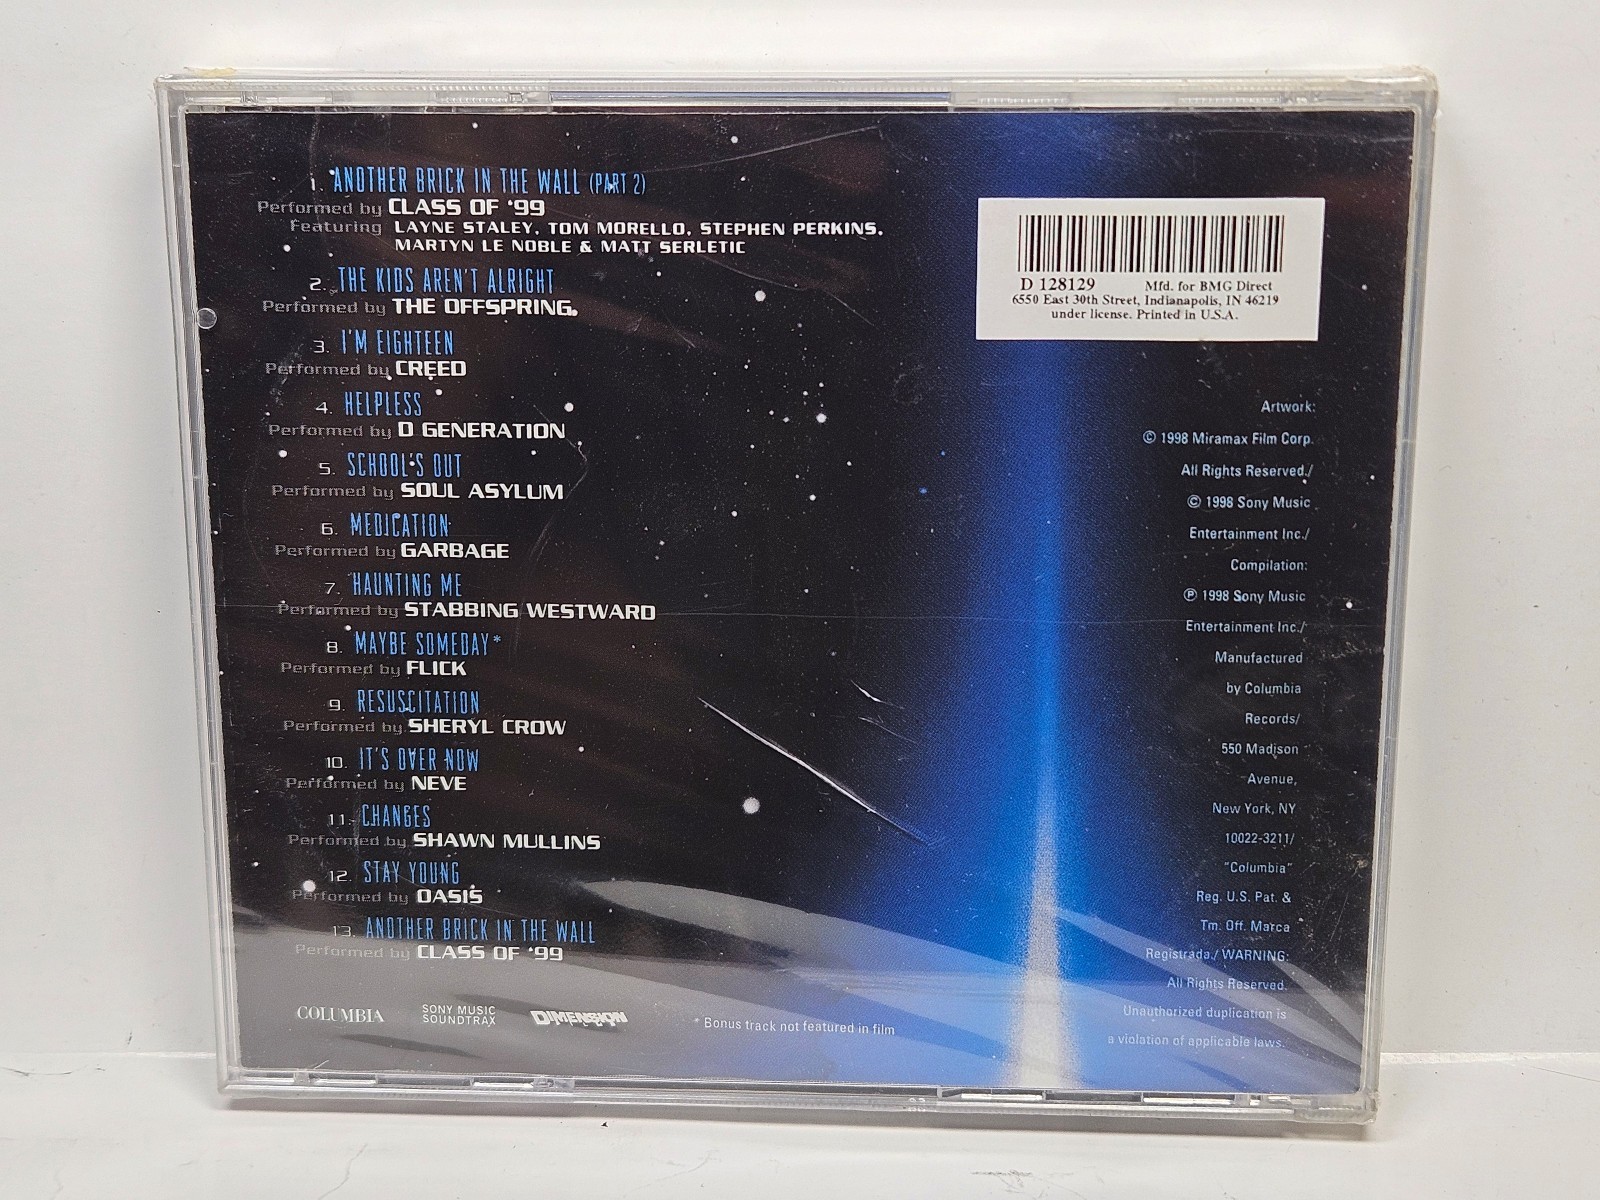 1. ANOTHER BRICK IN THE WALL (PART 2)
Performed by CLASS OF '99
Featuring LAYNE STALEY, TOM MORELLO, STEPHEN PERKINS,
MARTYN LE NOBLE & MATT SERLETIC
2. THE KIDS AREN'T ALRIGHT
Performed by THE OFFSPRING
3. I'M EIGHTEEN
Performed by CREED
4. HELPLESS
Performed by D GENERATION
5. SCHOOL'S OUT
Performed by SOUL ASYLUM
6. MEDICATION
Performed by GARBAGE
7. HAUNTING ME
Performed by STABBING WESTWARD
8. MAYBE SOMEDAY*
Performed by FLICK
9. RESUSCITATION
Performed by SHERYL CROW
10. IT'S OVER NOW
Performed by NEVE
11. CHANGES
Performed by SHAWN MULLINS
12. STAY YOUNG
Performed by OASIS
13. ANOTHER BRICK IN THE WALL
Performed by CLASS OF '99
COLUMBIA
SONY MUSIC
SOUNDTRAX
DIMENSION
* Bonus track not featured in film
D 128129 Mfd. for BMG Direct
6550 East 30th Street, Indianapolis, IN 46219
under license. Printed in U.S.A.
Artwork:
© 1998 Miramax Film Corp.
All Rights Reserved./
© 1998 Sony Music
Entertainment Inc./
Compilation:
℗ 1998 Sony Music
Entertainment Inc./
Manufactured
by Columbia
Records/
550 Madison
Avenue,
New York, NY
10022-3211/
"Columbia"
Reg. U.S. Pat. &
Tm. Off. Marca
Registrada./ WARNING:
All Rights Reserved.
Unauthorized duplication is
a violation of applicable laws.